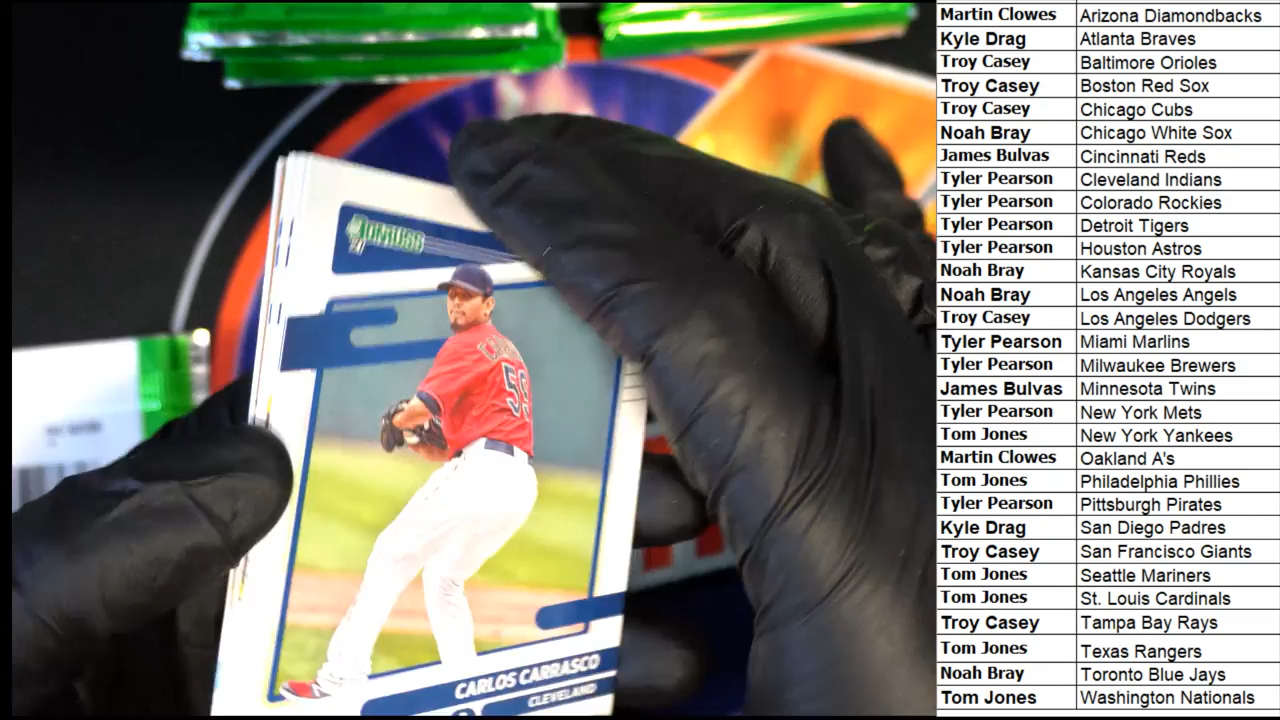 DONRUSS
CARRASCO
59
CARLOS CARRASCO
CLEVELAND
Martin Clowes Arizona Diamondbacks
Kyle Drag Atlanta Braves
Troy Casey Baltimore Orioles
Troy Casey Boston Red Sox
Troy Casey Chicago Cubs
Noah Bray Chicago White Sox
James Bulvas Cincinnati Reds
Tyler Pearson Cleveland Indians
Tyler Pearson Colorado Rockies
Tyler Pearson Detroit Tigers
Tyler Pearson Houston Astros
Noah Bray Kansas City Royals
Noah Bray Los Angeles Angels
Troy Casey Los Angeles Dodgers
Tyler Pearson Miami Marlins
Tyler Pearson Milwaukee Brewers
James Bulvas Minnesota Twins
Tyler Pearson New York Mets
Tom Jones New York Yankees
Martin Clowes Oakland A's
Tom Jones Philadelphia Phillies
Tyler Pearson Pittsburgh Pirates
Kyle Drag San Diego Padres
Troy Casey San Francisco Giants
Tom Jones Seattle Mariners
Tom Jones St. Louis Cardinals
Troy Casey Tampa Bay Rays
Tom Jones Texas Rangers
Noah Bray Toronto Blue Jays
Tom Jones Washington Nationals